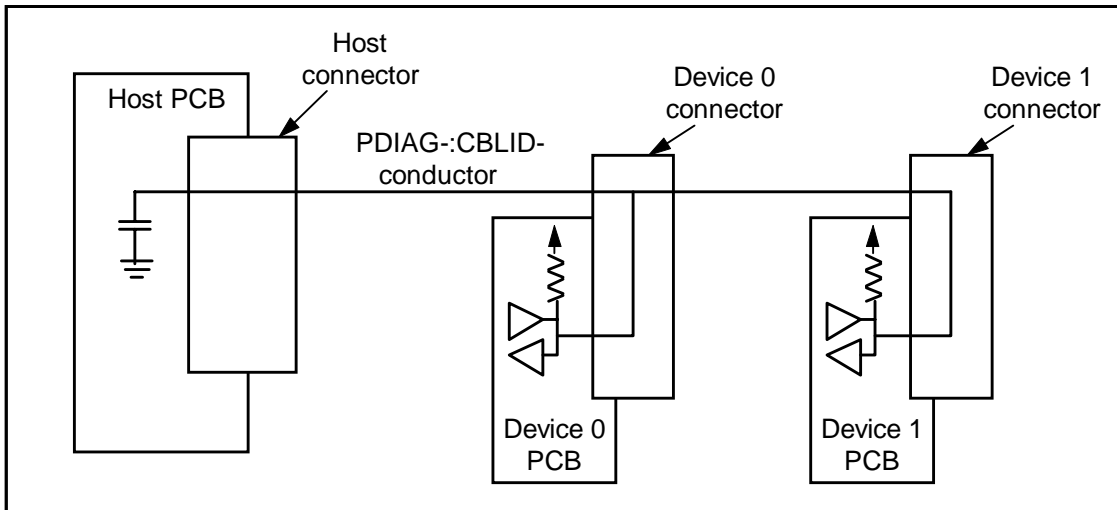 Host
connector
Host PCB
PDIAG-:CBLID-
conductor
Device 0
connector
Device 1
connector
Device 0
PCB
Device 1
PCB